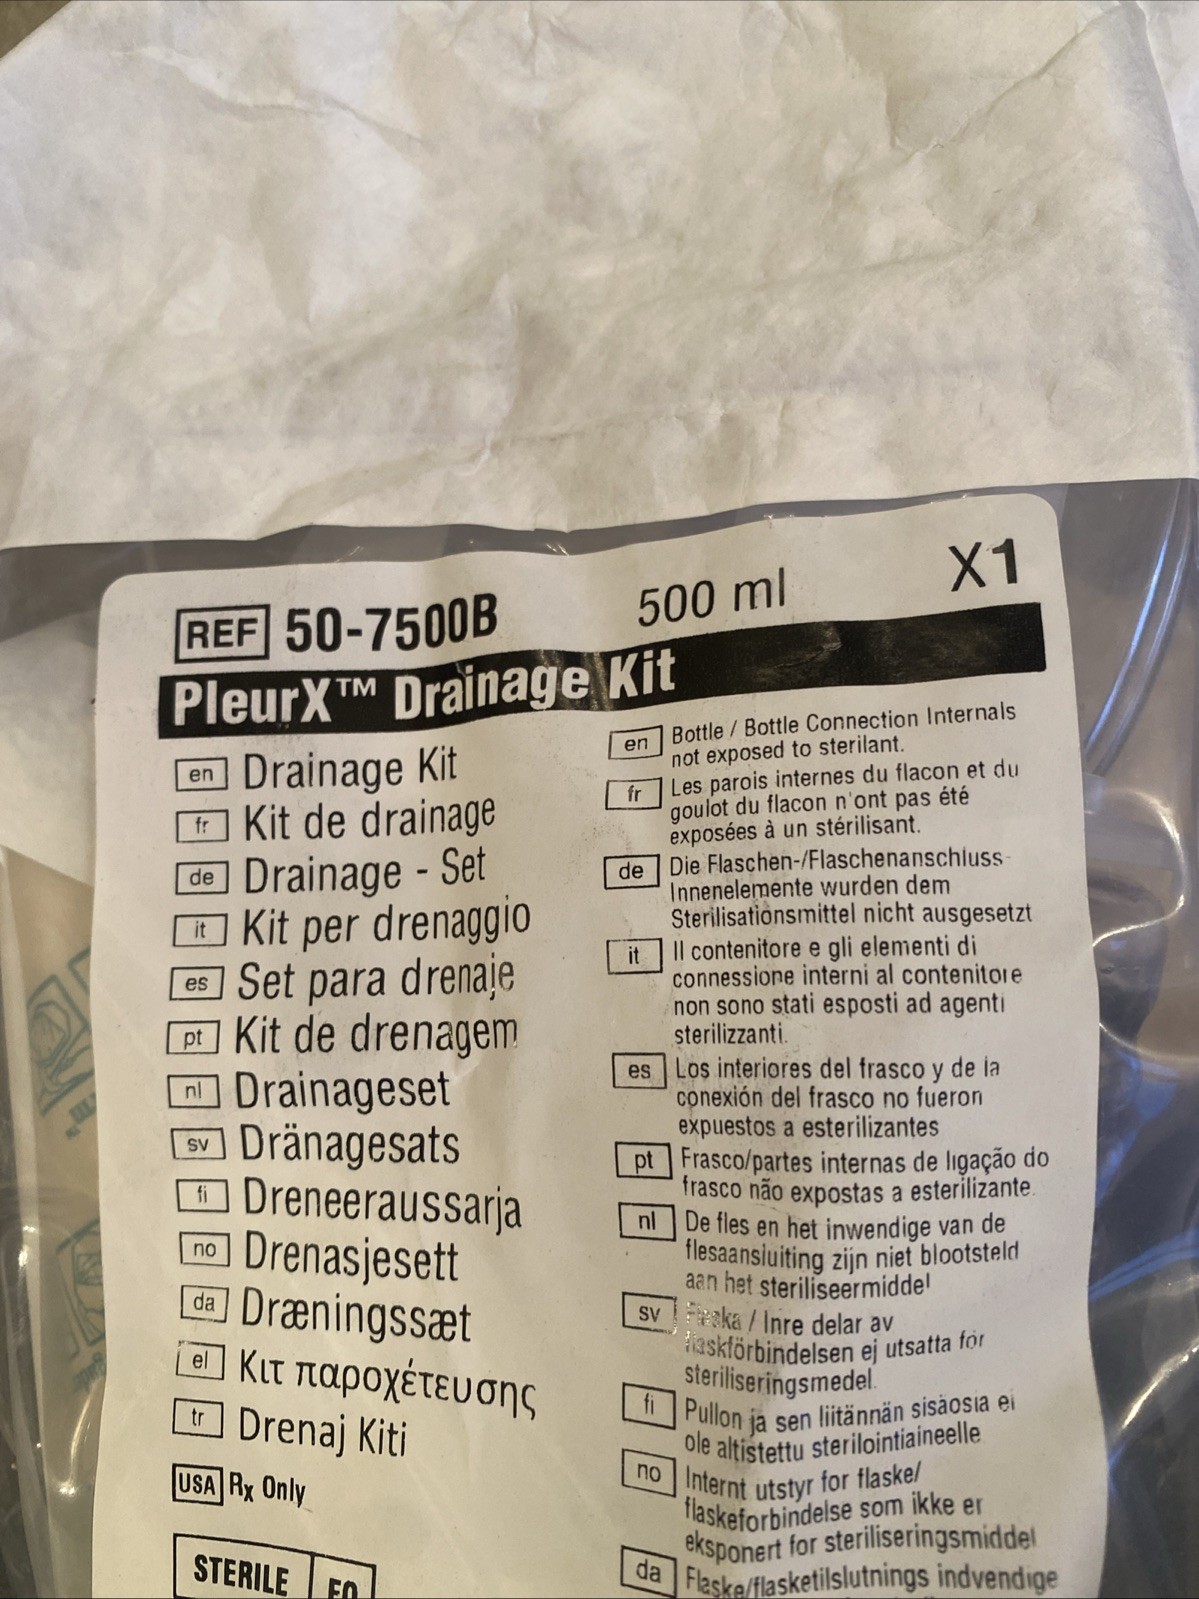 REF 50-7500B 500 ml X1
PleurX™ Drainage Kit
en Drainage Kit
fr Kit de drainage
de Drainage - Set
it Kit per drenaggio
es Set para drenaje
pt Kit de drenagem
nl Drainageset
sv Dränagesats
fi Dreneeraussarja
no Drenasjesett
da Dræningssæt
el Κιτ παροχέτευσης
tr Drenaj Kiti
USA Rx Only
STERILE EO
en Bottle / Bottle Connection Internals
not exposed to sterilant.
fr Les parois internes du flacon et du
goulot du flacon n'ont pas été
exposées à un stérilisant.
de Die Flaschen-/Flaschenanschluss-
Innenelemente wurden dem
Sterilisationsmittel nicht ausgesetzt
it Il contenitore e gli elementi di
connessione interni al contenitore
non sono stati esposti ad agenti
sterilizzanti.
es Los interiores del frasco y de la
conexión del frasco no fueron
expuestos a esterilizantes
pt Frasco/partes internas de ligação do
frasco não expostas a esterilizante.
nl De fles en het inwendige van de
flesaansluiting zijn niet blootsteld
aan het steriliseermiddel
sv / Inre delar av
ej utsatta för
steriliseringsmedel.
fi Pullon ja sen liitännän sisäosia ei
ole altistettu sterilointiaineelle
no Internt utstyr for flaske/
flaskeforbindelse som ikke er
eksponert for steriliseringsmiddel
da Flaske/flasketilslutnings indvendige